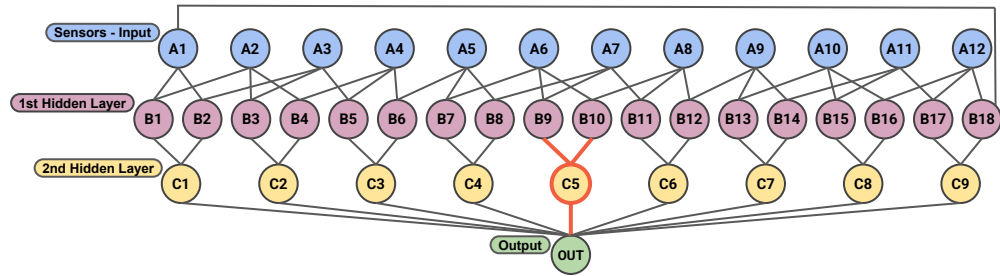 Sensors - Input
A1 A2 A3 A4 A5 A6 A7 A8 A9 A10 A11 A12
1st Hidden Layer
B1 B2 B3 B4 B5 B6 B7 B8 B9 B10 B11 B12 B13 B14 B15 B16 B17 B18
2nd Hidden Layer
C1 C2 C3 C4 C5 C6 C7 C8 C9
Output
OUT